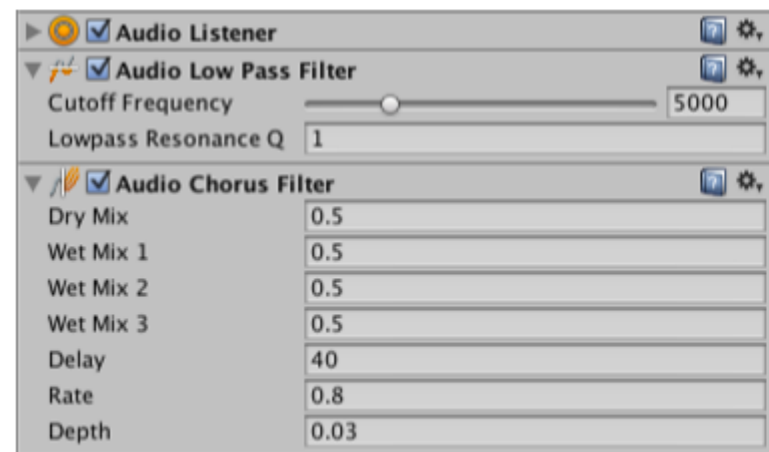 Audio Listener
Audio Low Pass Filter
Cutoff Frequency 5000
Lowpass Resonance Q 1
Audio Chorus Filter
Dry Mix 0.5
Wet Mix 1 0.5
Wet Mix 2 0.5
Wet Mix 3 0.5
Delay 40
Rate 0.8
Depth 0.03